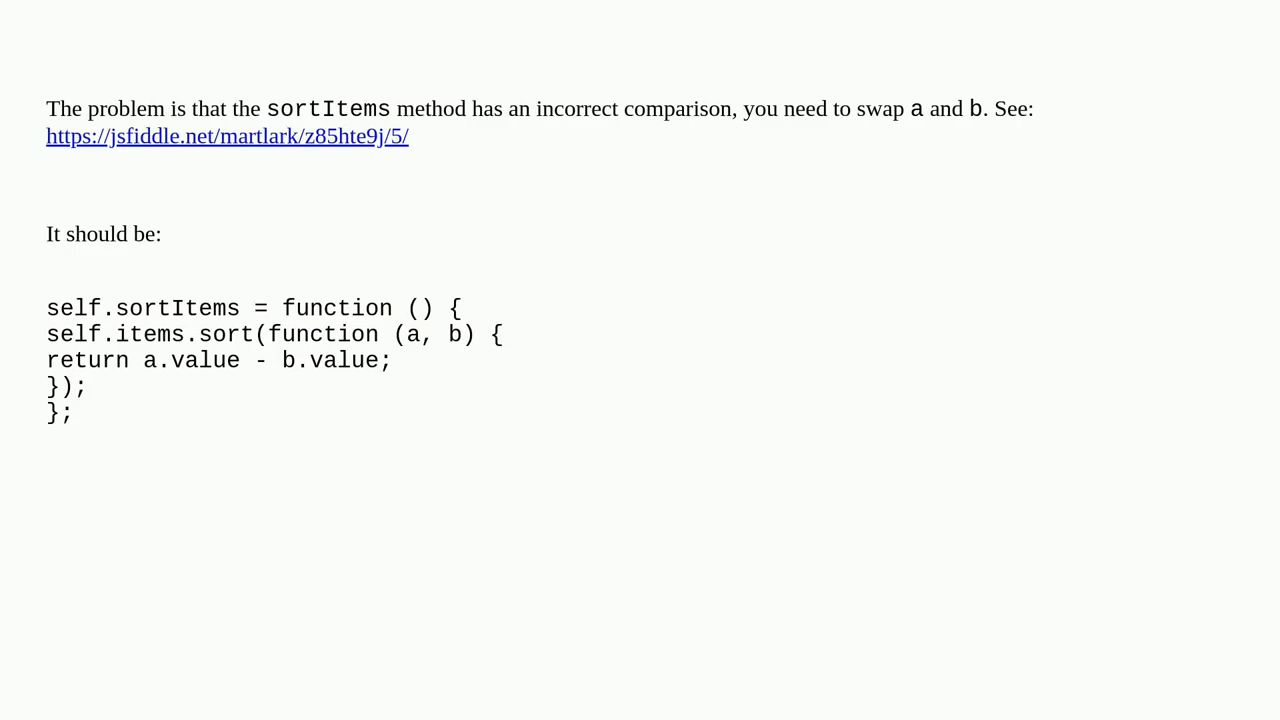 The problem is that the sortItems method has an incorrect comparison, you need to swap a and b. See:
https://jsfiddle.net/martlark/z85hte9j/5/
It should be:
self.sortItems = function () {
self.items.sort(function (a, b) {
return a.value - b.value;
});
};